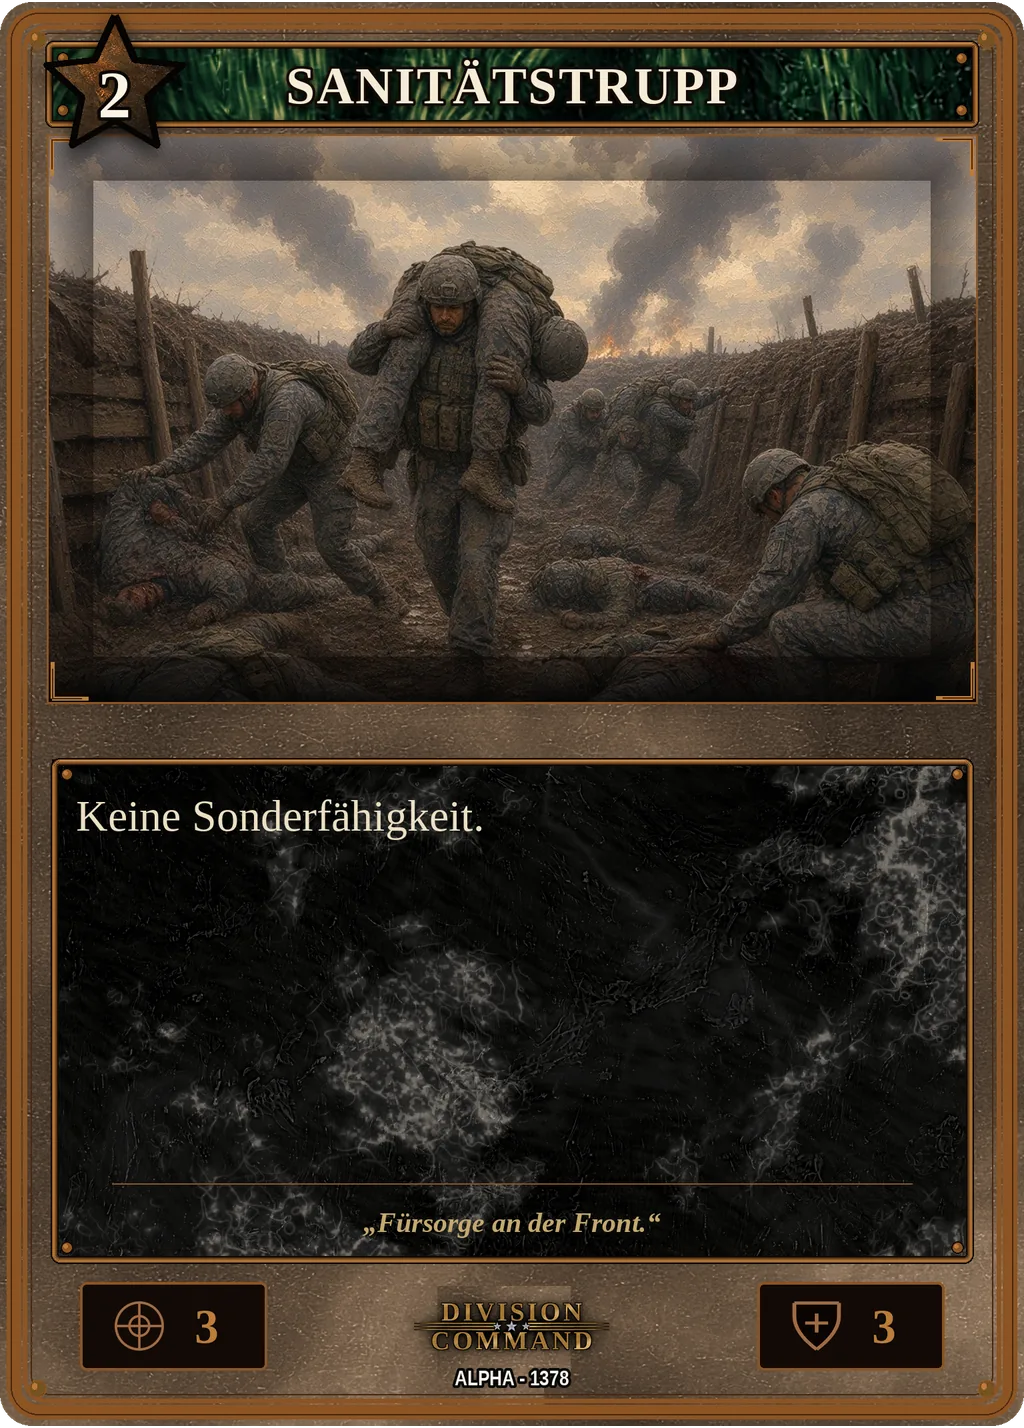 2
SANITÄTSTRUPP
Keine Sonderfähigkeit.
„Fürsorge an der Front.“
3
DIVISION
COMMAND
ALPHA - 1378
3